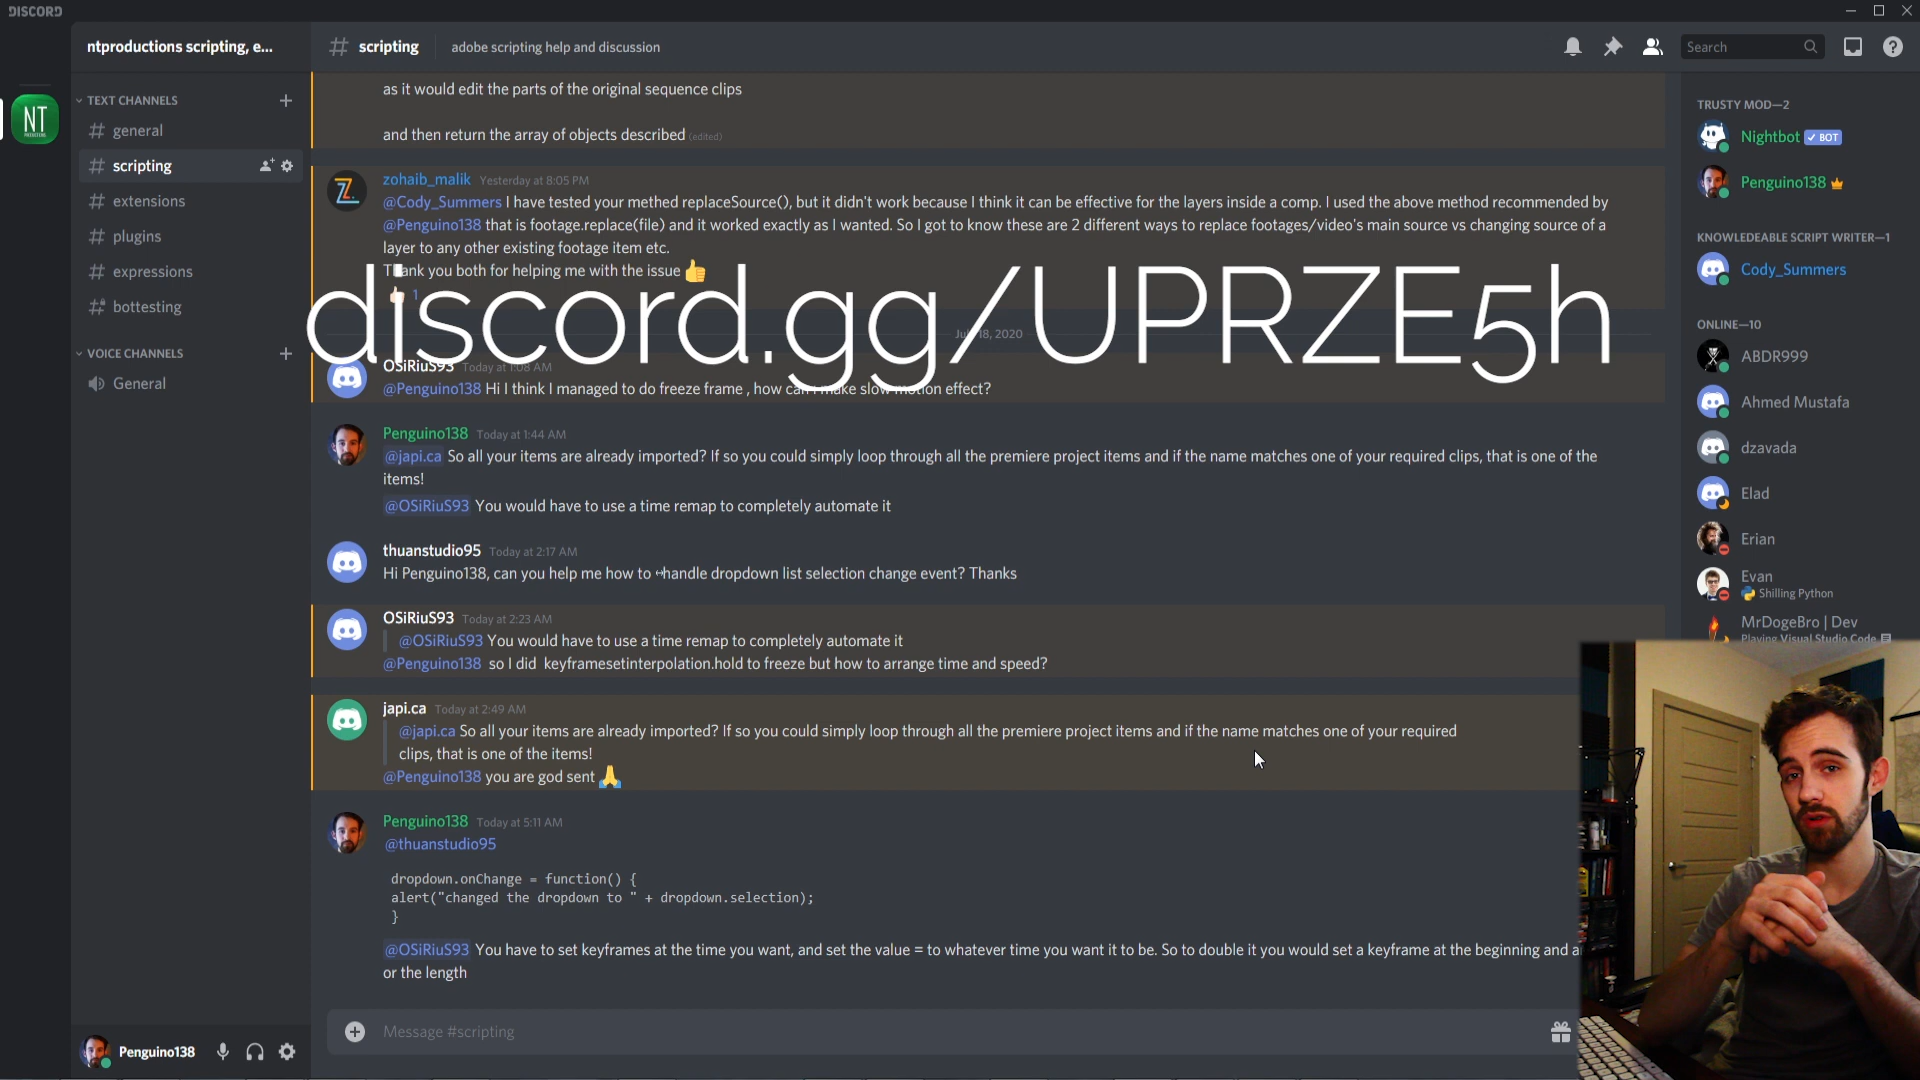 DISCORD
ntproductions scripting, e...
scripting
adobe scripting help and discussion
Search
NT
TEXT CHANNELS
general
scripting
extensions
plugins
expressions
bottesting
VOICE CHANNELS
General
as it would edit the parts of the original sequence clips
and then return the array of objects described (edited)
zohaib_malik Yesterday at 8:05 PM
@Cody_Summers I have tested your methed replaceSource(), but it didn't work because I think it can be effective for the layers inside a comp. I used the above method recommended by
@Penguino138 that is footage.replace(file) and it worked exactly as I wanted. So I got to know these are 2 different ways to replace footages/video's main source vs changing source of a
layer to any other existing footage item etc.
Thank you both for helping me with the issue 👍
1
discord.gg/UPRZE5h
July 18, 2020
OSiRiuS93 Today at 1:08 AM
@Penguino138 Hi I think I managed to do freeze frame , how can i make slow motion effect?
Penguino138 Today at 1:44 AM
@japi.ca So all your items are already imported? If so you could simply loop through all the premiere project items and if the name matches one of your required clips, that is one of the
items!
@OSiRiuS93 You would have to use a time remap to completely automate it
thuanstudio95 Today at 2:17 AM
Hi Penguino138, can you help me how to handle dropdown list selection change event? Thanks
OSiRiuS93 Today at 2:23 AM
@OSiRiuS93 You would have to use a time remap to completely automate it
@Penguino138 so I did keyframesetinterpolation.hold to freeze but how to arrange time and speed?
japi.ca Today at 2:49 AM
@japi.ca So all your items are already imported? If so you could simply loop through all the premiere project items and if the name matches one of your required
clips, that is one of the items!
@Penguino138 you are god sent 🙏
Penguino138 Today at 5:11 AM
@thuanstudio95
dropdown.onChange = function() {
alert("changed the dropdown to " + dropdown.selection);
}
@OSiRiuS93 You have to set keyframes at the time you want, and set the value = to whatever time you want it to be. So to double it you would set a keyframe at the beginning and
or the length
Message #scripting
Penguino138
TRUSTY MOD—2
Nightbot BOT
Penguino138
KNOWLEDEABLE SCRIPT WRITER—1
Cody_Summers
ONLINE—10
ABDR999
Ahmed Mustafa
dzavada
Elad
Erian
Evan
Shilling Python
MrDogeBro | Dev
Playing Visual Studio Code